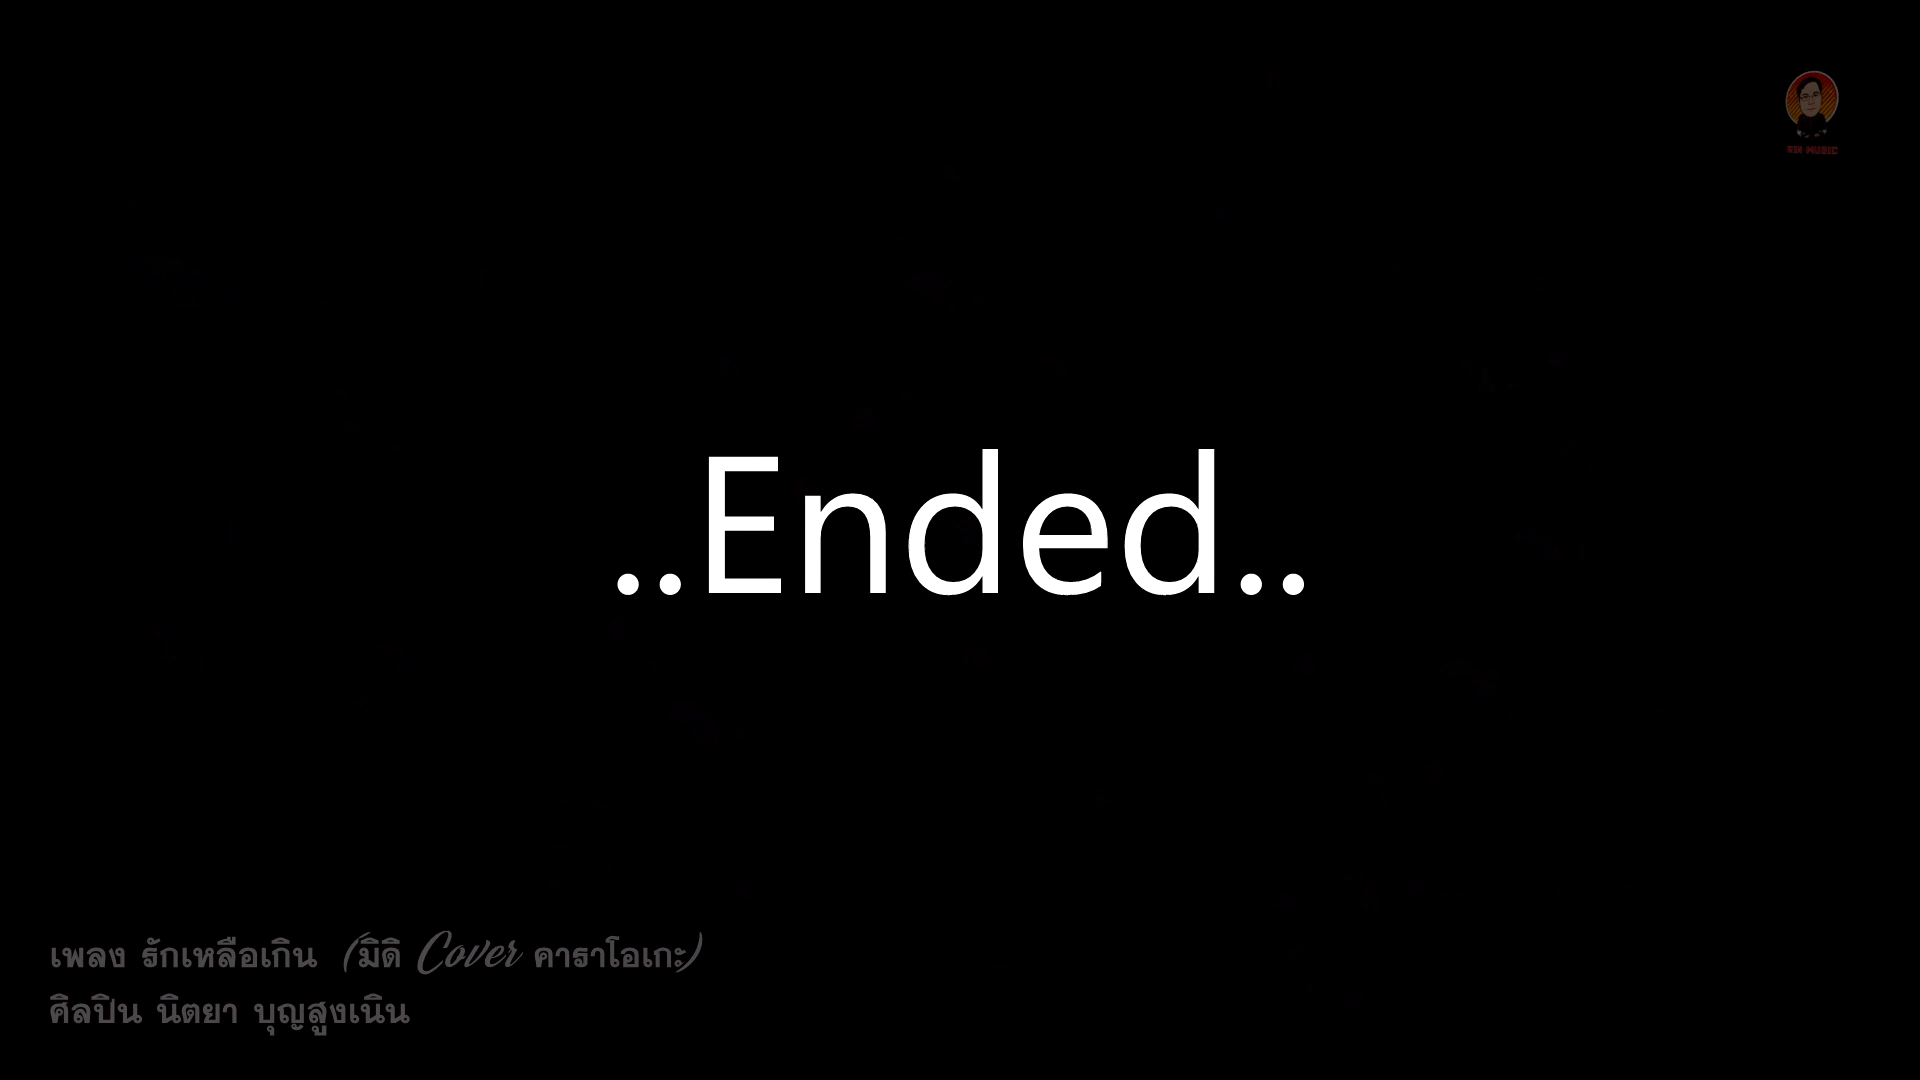 ..Ended..
เพลง รักเหลือเกิน (มิดิ Cover คาราโอเกะ)
ศิลปิน นิตยา บุญสูงเนิน